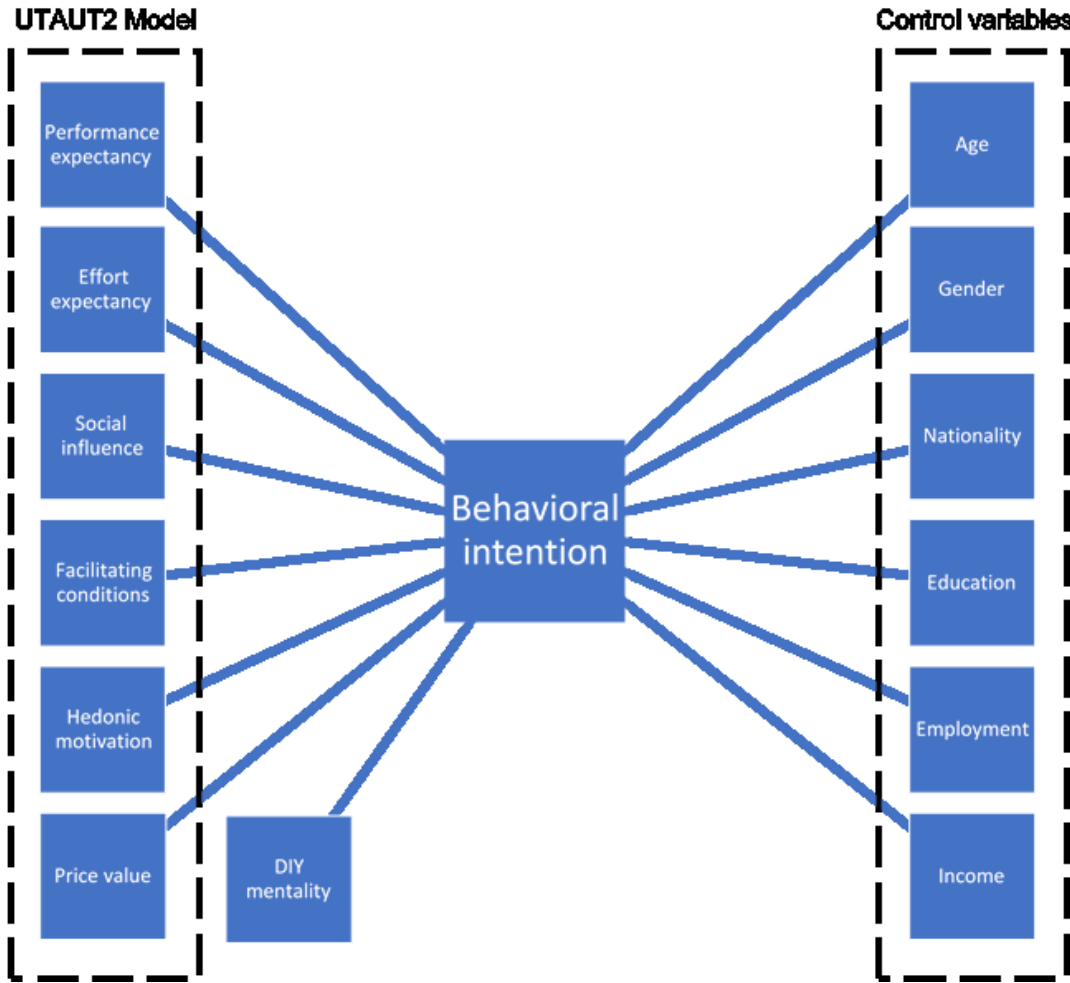 UTAUT2 Model
Performance
expectancy
Effort
expectancy
Social
influence
Facilitating
conditions
Hedonic
motivation
Price value
DIY
mentality
Behavioral
intention
Control variables
Age
Gender
Nationality
Education
Employment
Income